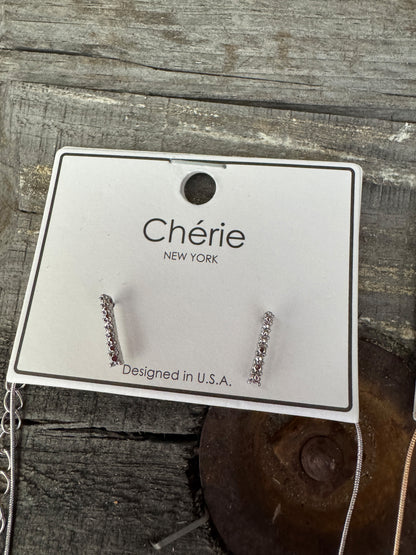 Chérie
NEW YORK
Designed in U.S.A.